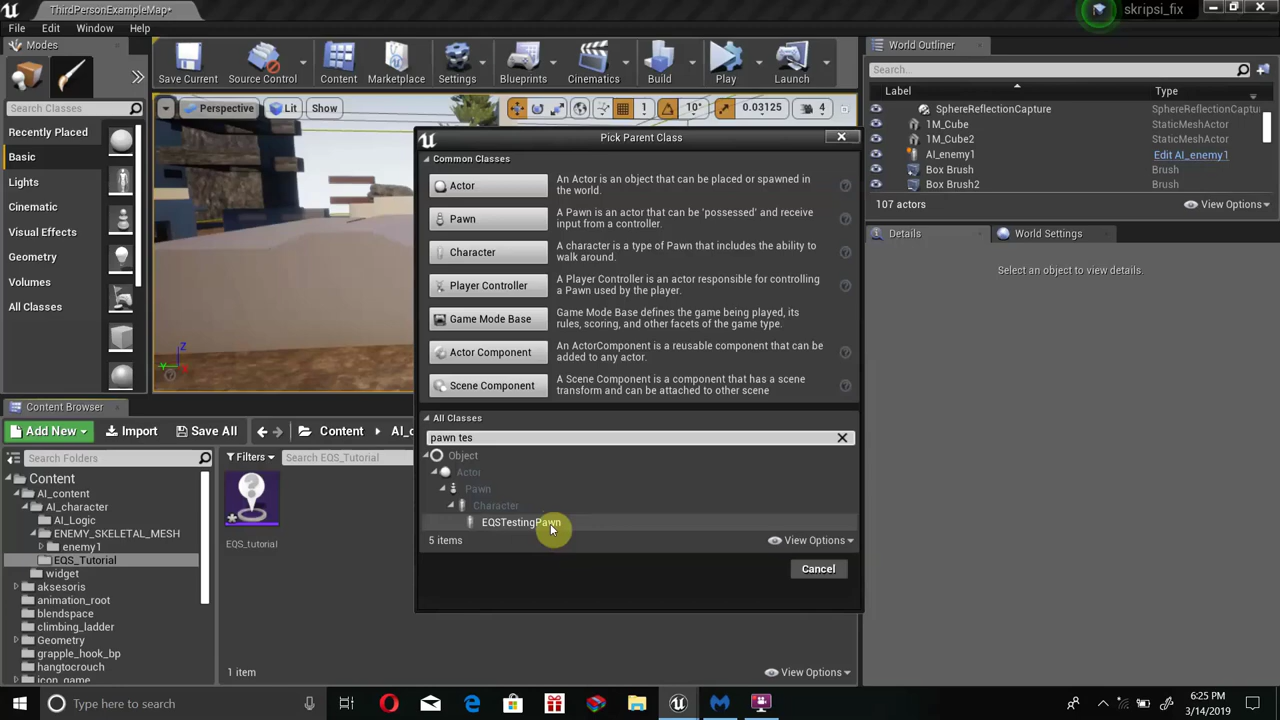 ThirdPersonExampleMap*
skripsi_fix
File Edit Window Help
Modes
Search Classes
Recently Placed
Basic
Lights
Cinematic
Visual Effects
Geometry
Volumes
All Classes
Save Current
Source Control
Content
Marketplace
Settings
Blueprints
Cinematics
Build
Play
Launch
Perspective
Lit
Show
1
10°
0.03125
4
Z
Y
World Outliner
Search...
Label Type
SphereReflectionCapture SphereReflectionCaptu
1M_Cube StaticMeshActor
1M_Cube2 StaticMeshActor
AI_enemy1 Edit AI_enemy1
Box Brush Brush
Box Brush2 Brush
107 actors View Options
Details
World Settings
Select an object to view details.
Pick Parent Class
Common Classes
Actor
An Actor is an object that can be placed or spawned in
the world.
Pawn
A Pawn is an actor that can be 'possessed' and receive
input from a controller.
Character
A character is a type of Pawn that includes the ability to
walk around.
Player Controller
A Player Controller is an actor responsible for controlling
a Pawn used by the player.
Game Mode Base
Game Mode Base defines the game being played, its
rules, scoring, and other facets of the game type.
Actor Component
An ActorComponent is a reusable component that can be
added to any actor.
Scene Component
A Scene Component is a component that has a scene
transform and can be attached to other scene
All Classes
pawn tes
Object
Actor
Pawn
Character
EQSTestingPawn
5 items
View Options
Cancel
Content Browser
Add New
Import
Save All
Content
AI_c
Search Folders
Filters
Search EQS_Tutorial
Content
AI_content
AI_character
AI_Logic
ENEMY_SKELETAL_MESH
enemy1
EQS_Tutorial
widget
aksesoris
animation_root
blendspace
climbing_ladder
Geometry
grapple_hook_bp
hangtocrouch
icon_game
EQS_tutorial
1 item
View Options
Type here to search
6:25 PM
3/14/2019